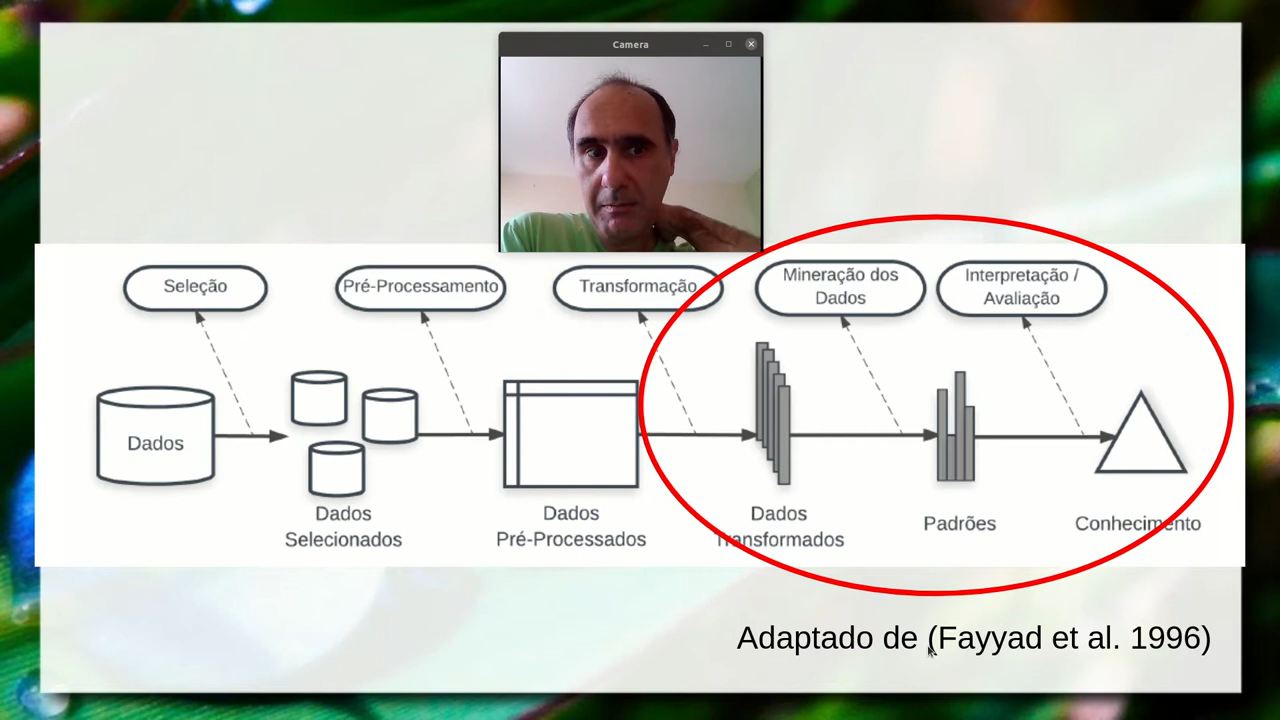 Camera
Seleção
Pré-Processamento
Transformação
Mineração dos
Dados
Interpretação /
Avaliação
Dados
Dados
Selecionados
Dados
Pré-Processados
Dados
Transformados
Padrões
Conhecimento
Adaptado de (Fayyad et al. 1996)